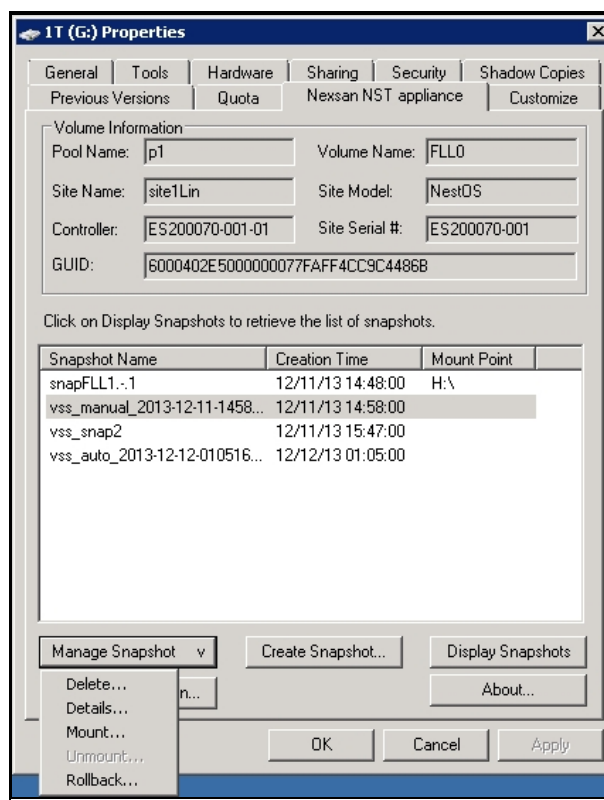 1T (G:) Properties
General Tools Hardware Sharing Security Shadow Copies
Previous Versions Quota Nexsan NST appliance Customize
Volume Information
Pool Name: p1 Volume Name: FLL0
Site Name: site1Lin Site Model: NestOS
Controller: ES200070-001-01 Site Serial #: ES200070-001
GUID: 6000402E5000000077FAFF4CC9C4486B
Click on Display Snapshots to retrieve the list of snapshots.
Snapshot Name Creation Time Mount Point
snapFLL1.-.1 12/11/13 14:48:00 H:\
vss_manual_2013-12-11-1458... 12/11/13 14:58:00
vss_snap2 12/11/13 15:47:00
vss_auto_2013-12-12-010516... 12/12/13 01:05:00
Manage Snapshot v Create Snapshot... Display Snapshots
Delete... n... About...
Details...
Mount...
Unmount...
Rollback...
OK Cancel Apply